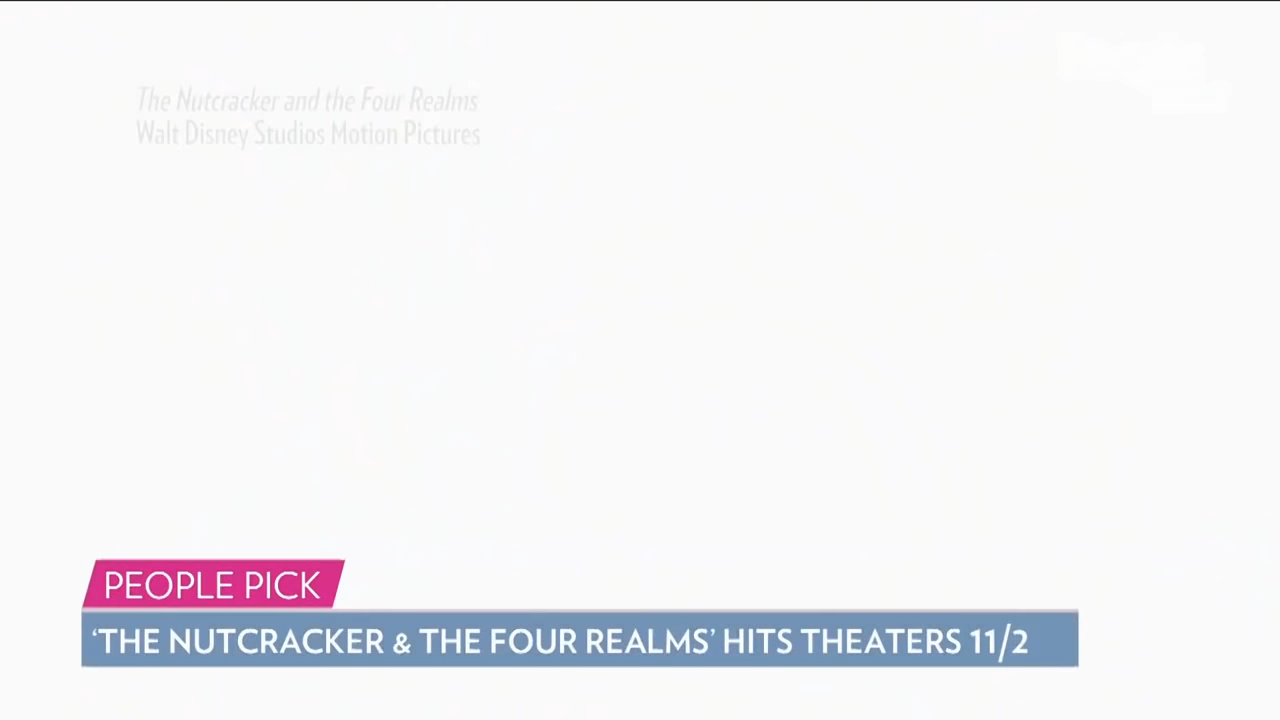 The Nutcracker and the Four Realms
Walt Disney Studios Motion Pictures
PEOPLE PICK
‘THE NUTCRACKER & THE FOUR REALMS’ HITS THEATERS 11/2